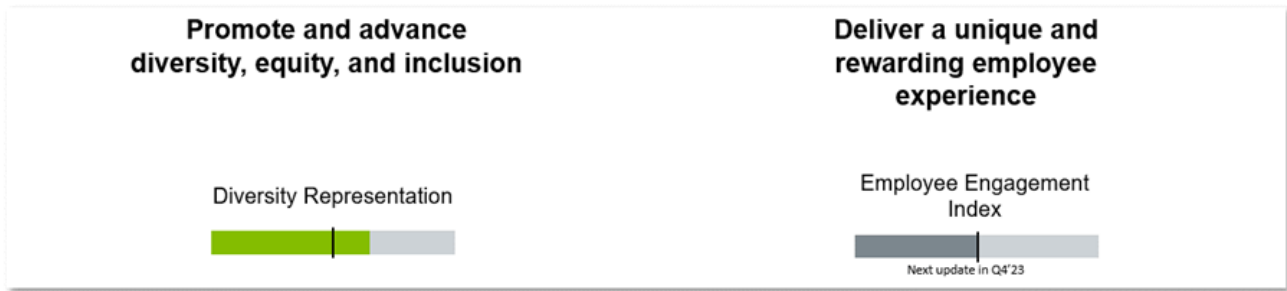 Promote and advance
diversity, equity, and inclusion
Diversity Representation
Deliver a unique and
rewarding employee
experience
Employee Engagement
Index
Next update in Q4'23